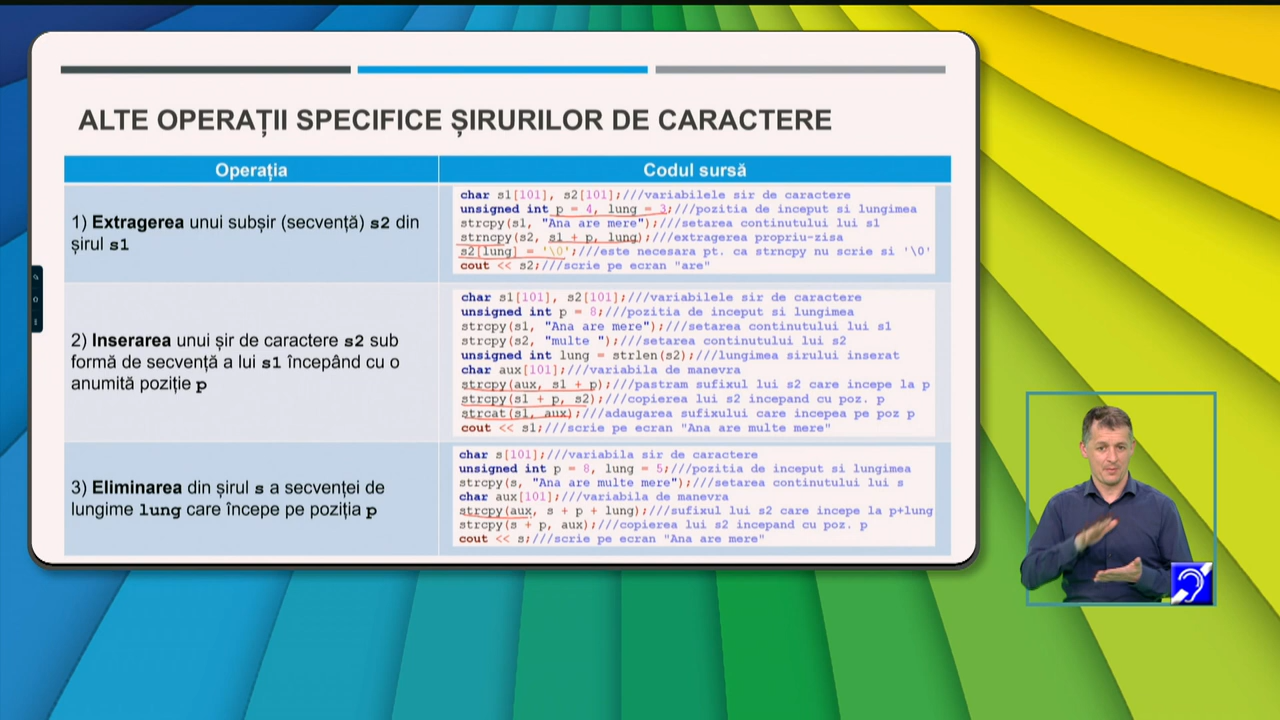 ALTE OPERAȚII SPECIFICE ȘIRURILOR DE CARACTERE
Operația
Codul sursă
1) Extragerea unui subșir (secvență) s2 din
șirul s1
char s1[101], s2[101];///variabilele sir de caractere
unsigned int p = 4, lung = 3;///pozitia de inceput si lungimea
strcpy(s1, "Ana are mere");///setarea continutului lui s1
strncpy(s2, s1 + p, lung);///extragerea propriu-zisa
s2[lung] = '\0';///este necesara pt. ca strncpy nu scrie si '\0'
cout << s2;///scrie pe ecran "are"
2) Inserarea unui șir de caractere s2 sub
formă de secvență a lui s1 începând cu o
anumită poziție p
char s1[101], s2[101];///variabilele sir de caractere
unsigned int p = 8;///pozitia de inceput si lungimea
strcpy(s1, "Ana are mere");///setarea continutului lui s1
strcpy(s2, "multe ");///setarea continutului lui s2
unsigned int lung = strlen(s2);///lungimea sirului inserat
char aux[101];///variabila de manevra
strcpy(aux, s1 + p);///pastram sufixul lui s2 care incepe la p
strcpy(s1 + p, s2);///copierea lui s2 incepand cu poz. p
strcat(s1, aux);///adaugarea sufixului care incepea pe poz p
cout << s1;///scrie pe ecran "Ana are multe mere"
3) Eliminarea din șirul s a secvenței de
lungime lung care începe pe poziția p
char s[101];///variabila sir de caractere
unsigned int p = 8, lung = 5;///pozitia de inceput si lungimea
strcpy(s, "Ana are multe mere");///setarea continutului lui s
char aux[101];///variabila de manevra
strcpy(aux, s + p + lung);///sufixul lui s2 care incepe la p+lung
strcpy(s + p, aux);///copierea lui s2 incepand cu poz. p
cout << s;///scrie pe ecran "Ana are mere"